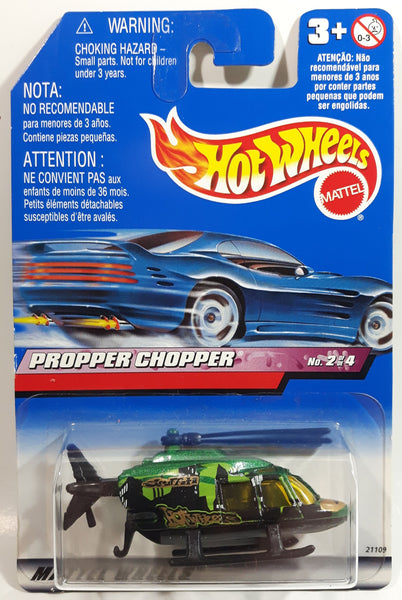 WARNING:
CHOKING HAZARD –
Small parts. Not for children
under 3 years.
NOTA:
NO RECOMENDABLE
para menores de 3 años.
Contiene piezas pequeñas.
ATTENTION :
NE CONVIENT PAS aux
enfants de moins de 36 mois.
Petits éléments détachables
susceptibles d'être avalés.
3+
0-3
ATENÇÃO: Não
recomendável para
menores de 3 anos
por conter partes
pequenas que podem
ser engolidas.
HOT WHEELS
MATTEL
®
PROPPER CHOPPER®
No. 2 of 4
Hot Wheels
21109